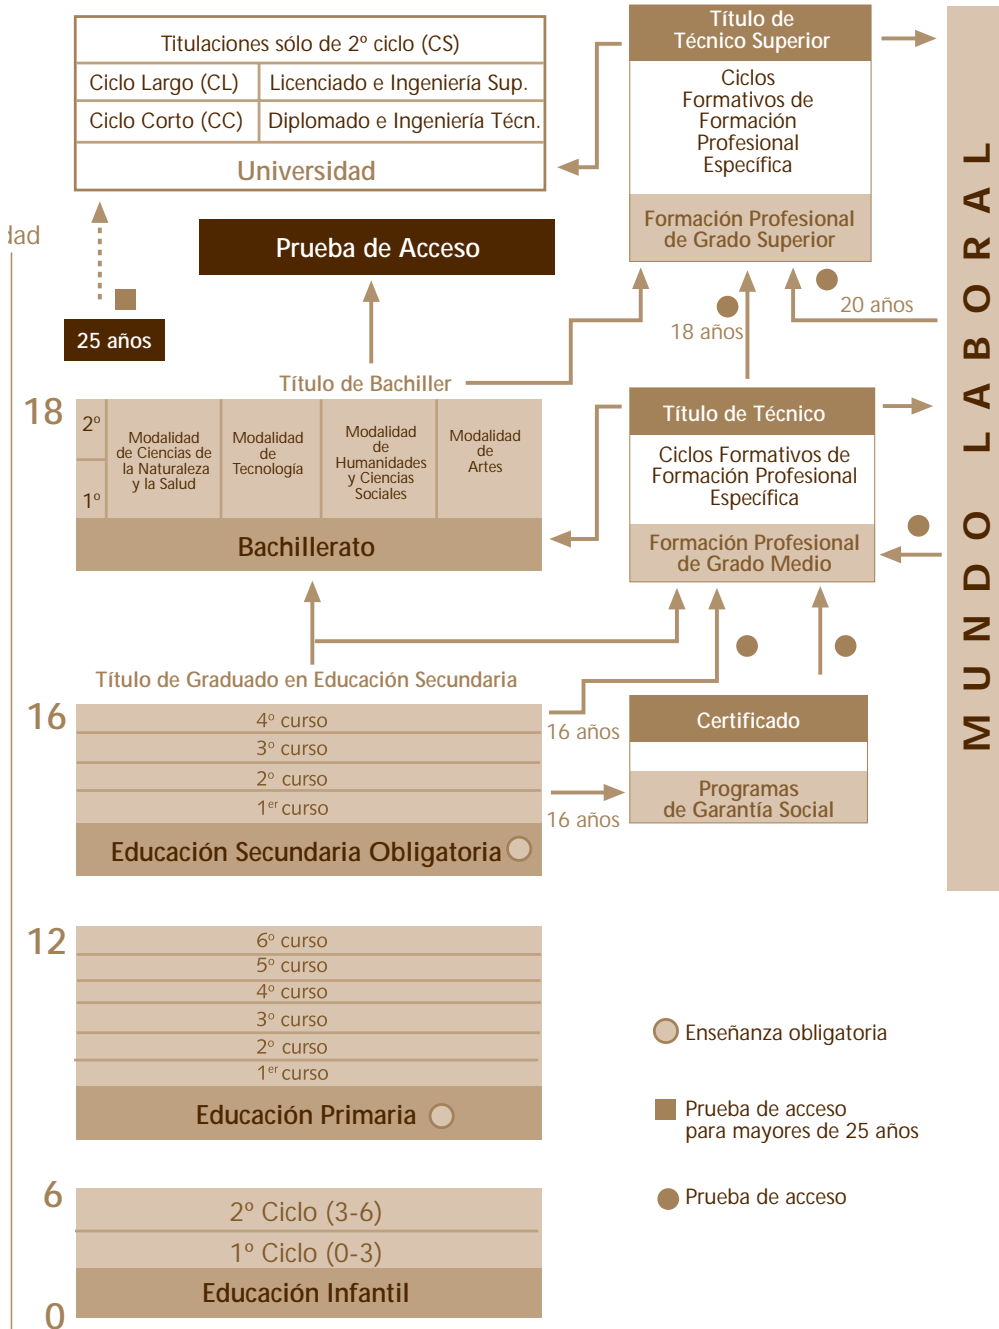 Titulaciones sólo de 2º ciclo (CS)
Ciclo Largo (CL)
Licenciado e Ingeniería Sup.
Ciclo Corto (CC)
Diplomado e Ingeniería Técn.
Universidad
Título de
Técnico Superior
Ciclos
Formativos de
Formación
Profesional
Específica
Formación Profesional
de Grado Superior
MUNDO LABORAL
dad
Prueba de Acceso
25 años
18 años
20 años
Título de Bachiller
18
2º
1º
Modalidad
de Ciencias de
la Naturaleza
y la Salud
Modalidad
de
Tecnología
Modalidad
de
Humanidades
y Ciencias
Sociales
Modalidad
de
Artes
Bachillerato
Título de Técnico
Ciclos Formativos de
Formación Profesional
Específica
Formación Profesional
de Grado Medio
Título de Graduado en Educación Secundaria
16
4º curso
3º curso
2º curso
1er curso
Educación Secundaria Obligatoria
16 años
16 años
Certificado
Programas
de Garantía Social
12
6º curso
5º curso
4º curso
3º curso
2º curso
1er curso
Educación Primaria
Enseñanza obligatoria
Prueba de acceso
para mayores de 25 años
Prueba de acceso
6
2º Ciclo (3-6)
1º Ciclo (0-3)
Educación Infantil
0